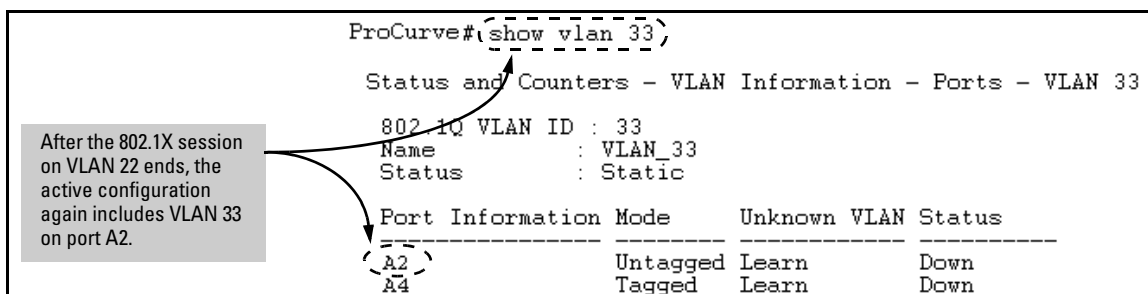 ProCurve# show vlan 33
Status and Counters - VLAN Information - Ports - VLAN 33
802.1Q VLAN ID : 33
Name : VLAN_33
Status : Static
After the 802.1X session
on VLAN 22 ends, the
active configuration
again includes VLAN 33
on port A2.
Port Information Mode Unknown VLAN Status
---------------- -------- ------------ ----------
A2 Untagged Learn Down
A4 Tagged Learn Down